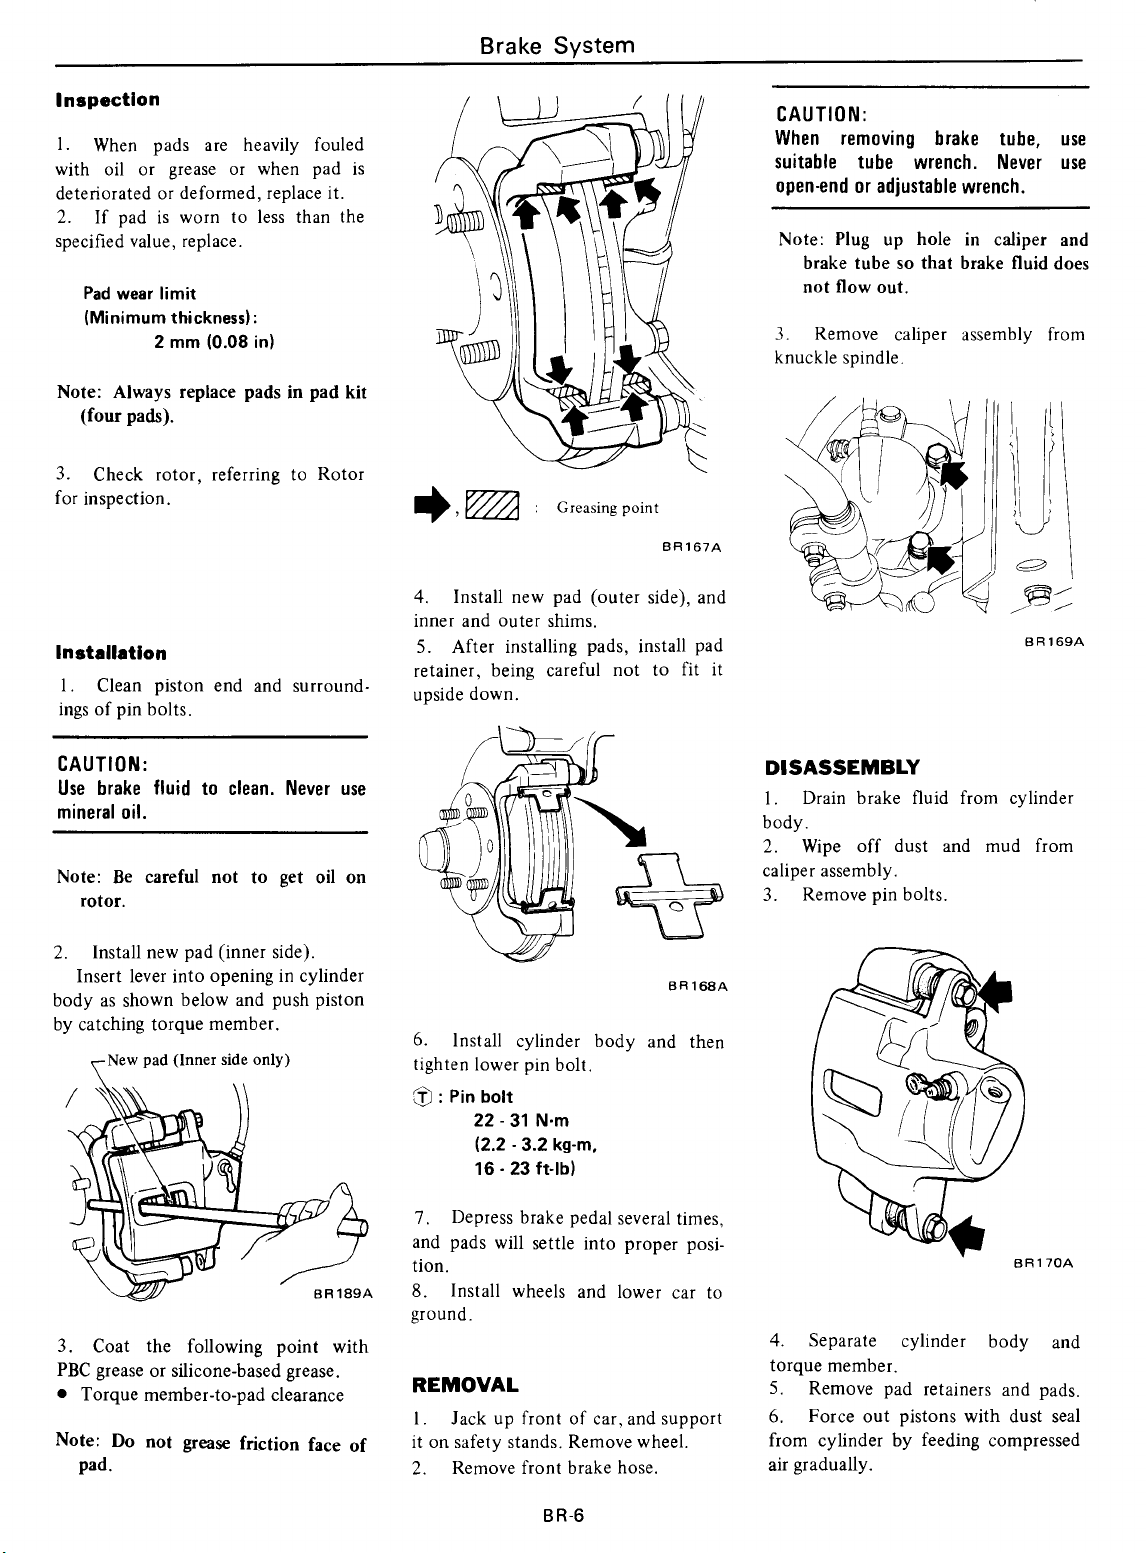 Brake System
Inspection
1. When pads are heavily fouled
with oil or grease or when pad is
deteriorated or deformed, replace it.
2. If pad is worn to less than the
specified value, replace.
Pad wear limit
(Minimum thickness):
2 mm (0.08 in)
Note: Always replace pads in pad kit
(four pads).
3. Check rotor, referring to Rotor
for inspection.
Installation
1. Clean piston end and surround-
ings of pin bolts.
CAUTION:
Use brake fluid to clean. Never use
mineral oil.
Note: Be careful not to get oil on
rotor.
2. Install new pad (inner side).
Insert lever into opening in cylinder
body as shown below and push piston
by catching torque member.
New pad (Inner side only)
BR189A
3. Coat the following point with
PBC grease or silicone-based grease.
● Torque member-to-pad clearance
Note: Do not grease friction face of
pad.
, : Greasing point
BR167A
4. Install new pad (outer side), and
inner and outer shims.
5. After installing pads, install pad
retainer, being careful not to fit it
upside down.
BR168A
6. Install cylinder body and then
tighten lower pin bolt.
Ⓣ : Pin bolt
22 - 31 N·m
(2.2 - 3.2 kg-m,
16 - 23 ft-lb)
7. Depress brake pedal several times,
and pads will settle into proper posi-
tion.
8. Install wheels and lower car to
ground.
REMOVAL
1. Jack up front of car, and support
it on safety stands. Remove wheel.
2. Remove front brake hose.
CAUTION:
When removing brake tube, use
suitable tube wrench. Never use
open-end or adjustable wrench.
Note: Plug up hole in caliper and
brake tube so that brake fluid does
not flow out.
3. Remove caliper assembly from
knuckle spindle.
BR169A
DISASSEMBLY
1. Drain brake fluid from cylinder
body.
2. Wipe off dust and mud from
caliper assembly.
3. Remove pin bolts.
BR170A
4. Separate cylinder body and
torque member.
5. Remove pad retainers and pads.
6. Force out pistons with dust seal
from cylinder by feeding compressed
air gradually.
BR-6